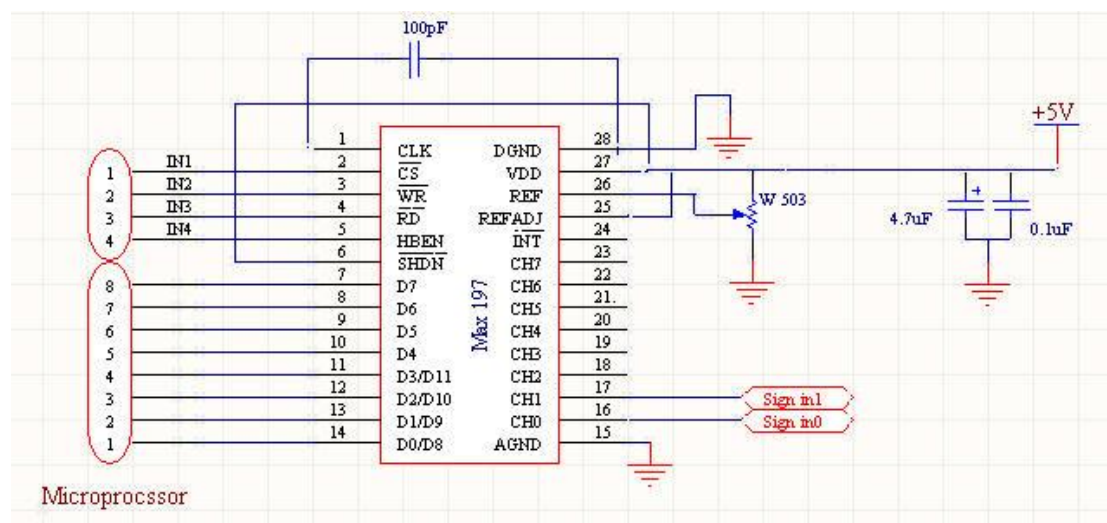 100pF
+5V
1 CLK DGND 28
1 IN1 2 CS VDD 27
2 IN2 3 WR REF 26
3 IN3 4 RD REFADJ 25
4 IN4 5 HBEN INT 24
6 SHDN CH7 23
8 7 D7 CH6 22
7 8 D6 CH5 21.
6 9 D5 CH4 20
5 10 D4 CH3 19
4 11 D3/D11 CH2 18
3 12 D2/D10 CH1 17 Sign in1
2 13 D1/D9 CH0 16 Sign in0
1 14 D0/D8 AGND 15
Max 197
W 503
+
4.7uF
0.1uF
Microprocssor